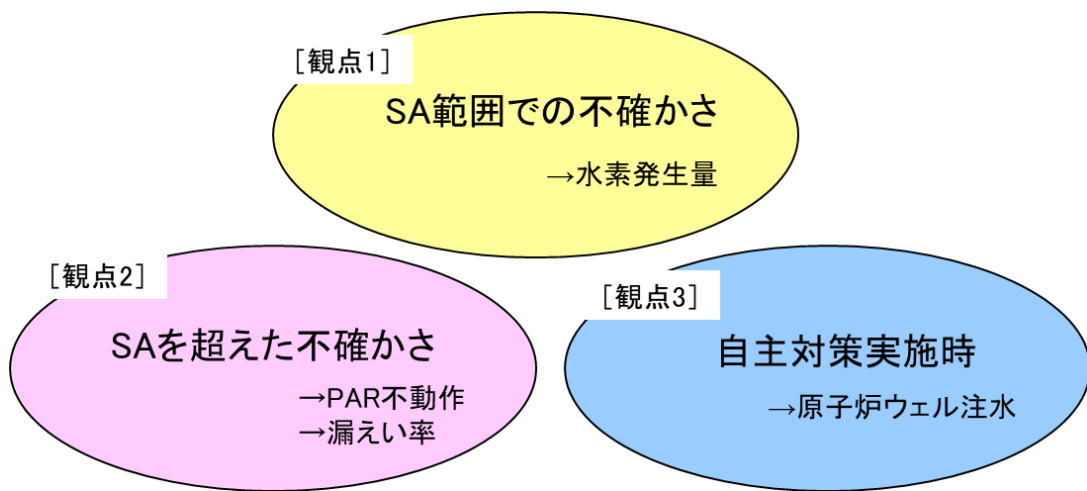 [観点1]
SA範囲での不確かさ
→水素発生量
[観点2]
SAを超えた不確かさ
→PAR不動作
→漏えい率
[観点3]
自主対策実施時
→原子炉ウェル注水